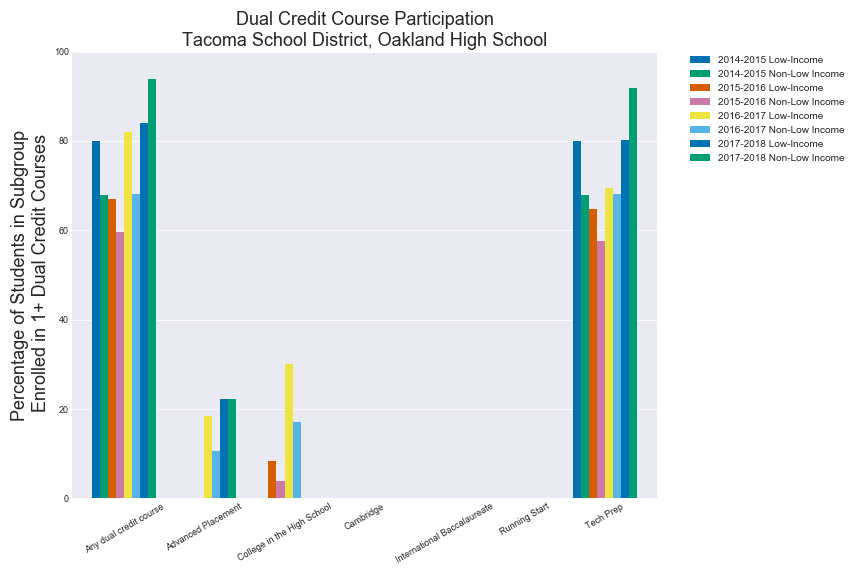 Dual Credit Course Participation
Tacoma School District, Oakland High School
Percentage of Students in Subgroup
Enrolled in 1+ Dual Credit Courses
100
80
60
40
20
0
Any dual credit course
Advanced Placement
College in the High School
Cambridge
International Baccalaureate
Running Start
Tech Prep
2014-2015 Low-Income
2014-2015 Non-Low Income
2015-2016 Low-Income
2015-2016 Non-Low Income
2016-2017 Low-Income
2016-2017 Non-Low Income
2017-2018 Low-Income
2017-2018 Non-Low Income